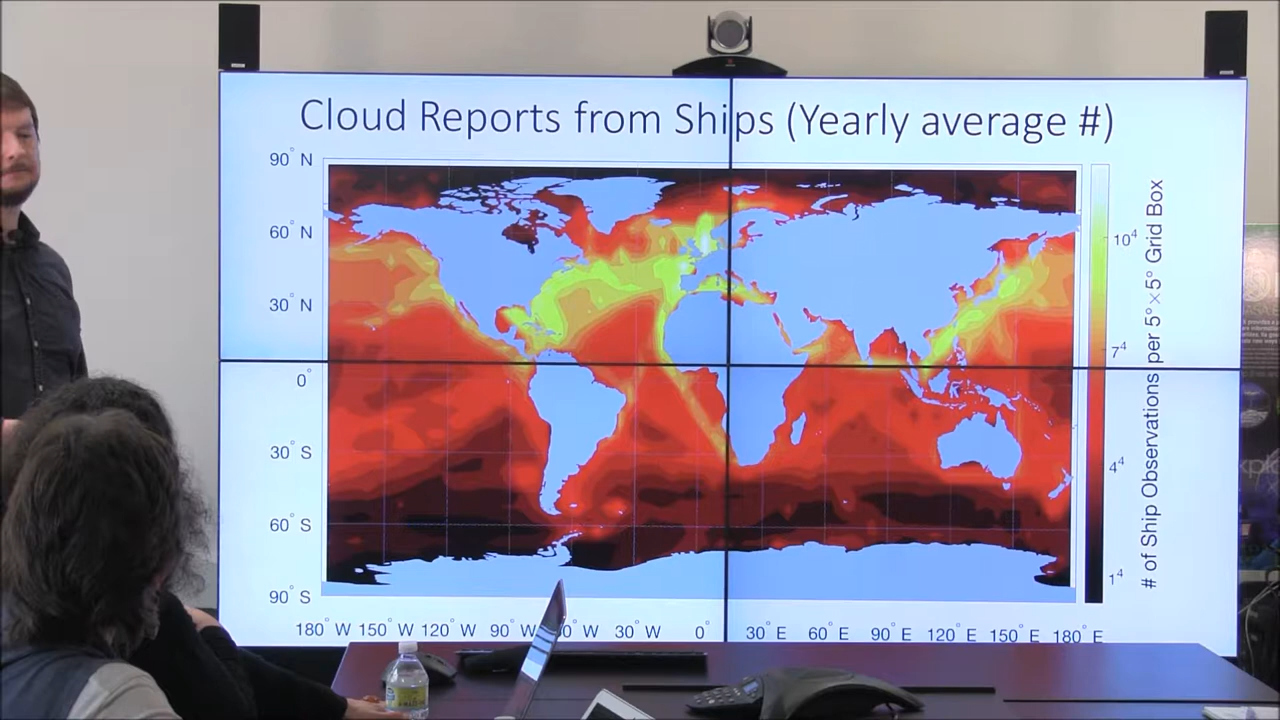 Cloud Reports from Ships (Yearly average #)
90° N
60° N
30° N
0°
30° S
60° S
90° S
180° W 150° W 120° W 90° W 60° W 30° W 0° 30° E 60° E 90° E 120° E 150° E 180° E
10⁴
7⁴
4⁴
1⁴
# of Ship Observations per 5°×5° Grid Box